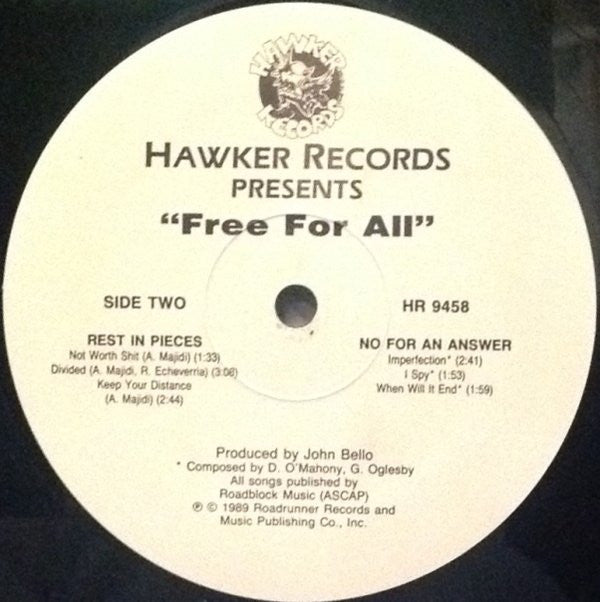 HAWKER
RECORDS
HAWKER RECORDS
PRESENTS
"Free For All"
SIDE TWO
HR 9458
REST IN PIECES
Not Worth Shit (A. Majidi) (1:33)
Divided (A. Majidi, R. Echeverria) (3:06)
Keep Your Distance
(A. Majidi) (2:44)
NO FOR AN ANSWER
Imperfection* (2:41)
I Spy* (1:53)
When Will It End* (1:59)
Produced by John Bello
* Composed by D. O'Mahony, G. Oglesby
All songs published by
Roadblock Music (ASCAP)
℗ © 1989 Roadrunner Records and
Music Publishing Co., Inc.